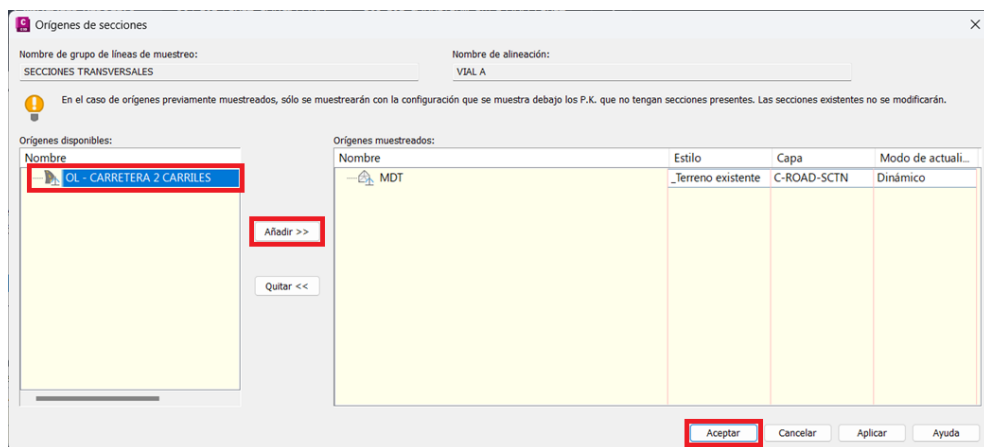 Orígenes de secciones
Nombre de grupo de líneas de muestreo:
Nombre de alineación:
SECCIONES TRANSVERSALES
VIAL A
En el caso de orígenes previamente muestreados, sólo se muestrearán con la configuración que se muestra debajo los P.K. que no tengan secciones presentes. Las secciones existentes no se modificarán.
Orígenes disponibles:
Orígenes muestreados:
Nombre
Nombre
Estilo
Capa
Modo de actuali...
OL - CARRETERA 2 CARRILES
MDT
_Terreno existente
C-ROAD-SCTN
Dinámico
Añadir >>
Quitar <<
Aceptar
Cancelar
Aplicar
Ayuda